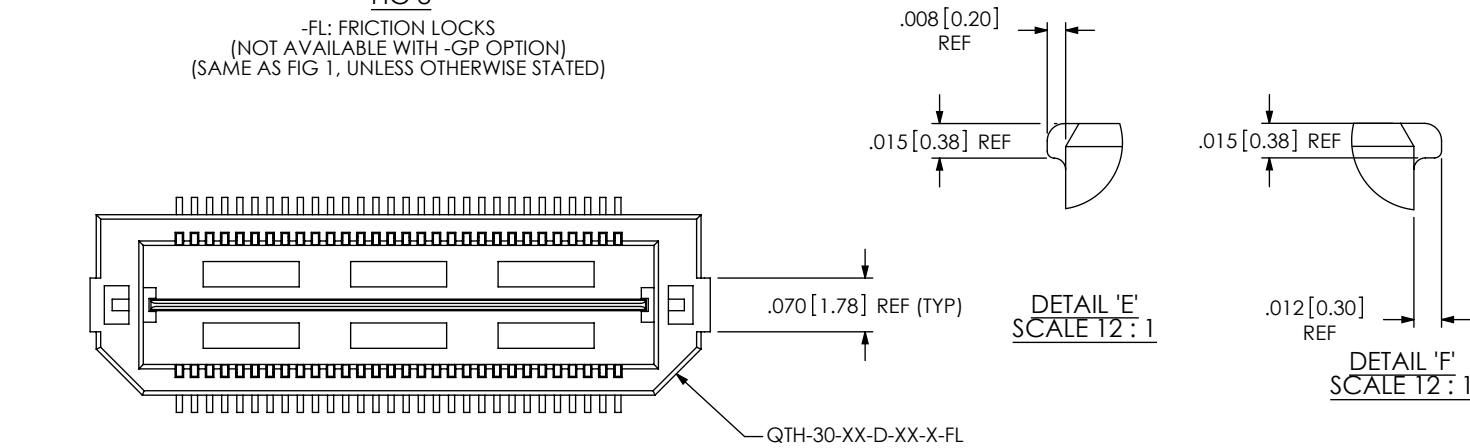 -FL: FRICTION LOCKS
(NOT AVAILABLE WITH -GP OPTION)
(SAME AS FIG 1, UNLESS OTHERWISE STATED)
.008[0.20]
REF
.015[0.38] REF
.015[0.38] REF
.070[1.78] REF (TYP)
DETAIL 'E'
SCALE 12 : 1
.012[0.30]
REF
DETAIL 'F'
SCALE 12 : 1
QTH-30-XX-D-XX-X-FL